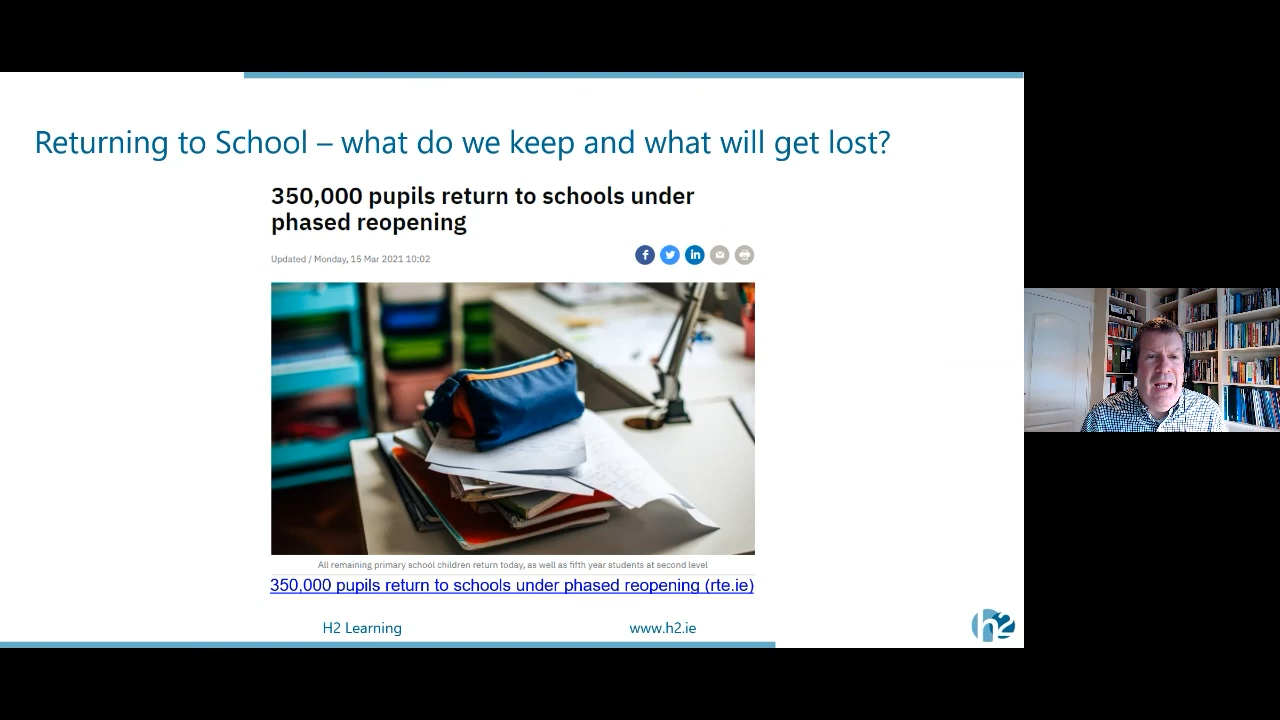 Returning to School – what do we keep and what will get lost?
350,000 pupils return to schools under
phased reopening
Updated / Monday, 15 Mar 2021 10:02
All remaining primary school children return today, as well as fifth year students at second level
350,000 pupils return to schools under phased reopening (rte.ie)
H2 Learning
www.h2.ie
h2